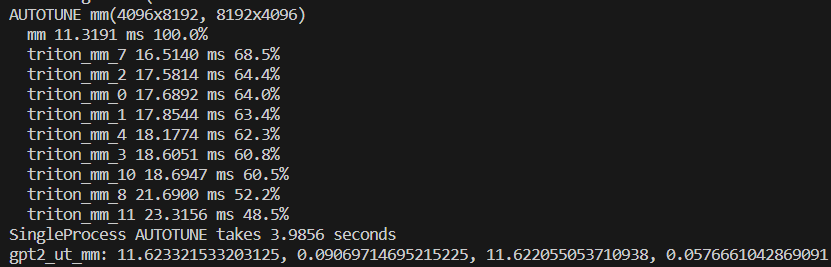 AUTOTUNE mm(4096x8192, 8192x4096)
mm 11.3191 ms 100.0%
triton_mm_7 16.5140 ms 68.5%
triton_mm_2 17.5814 ms 64.4%
triton_mm_0 17.6892 ms 64.0%
triton_mm_1 17.8544 ms 63.4%
triton_mm_4 18.1774 ms 62.3%
triton_mm_3 18.6051 ms 60.8%
triton_mm_10 18.6947 ms 60.5%
triton_mm_8 21.6900 ms 52.2%
triton_mm_11 23.3156 ms 48.5%
SingleProcess AUTOTUNE takes 3.9856 seconds
gpt2_ut_mm: 11.623321533203125, 0.09069714695215225, 11.622055053710938, 0.0576661042869091